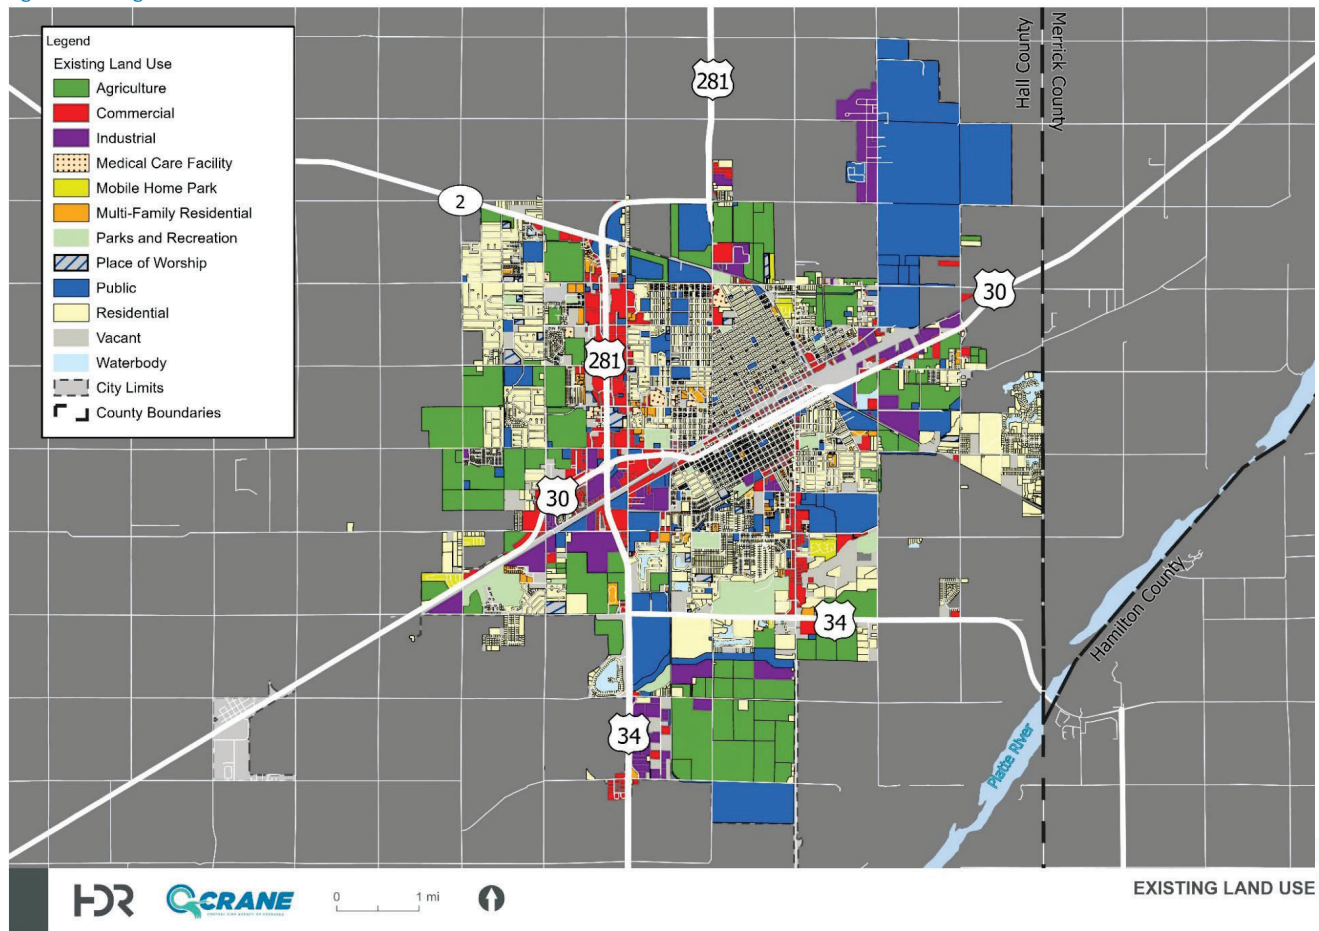 Legend
Existing Land Use
Agriculture
Commercial
Industrial
Medical Care Facility
Mobile Home Park
Multi-Family Residential
Parks and Recreation
Place of Worship
Public
Residential
Vacant
Waterbody
City Limits
County Boundaries
281
Hall County
Merrick County
2
30
281
30
34
Hamilton County
34
Platte River
HDR
CRANE
0 1 mi
EXISTING LAND USE